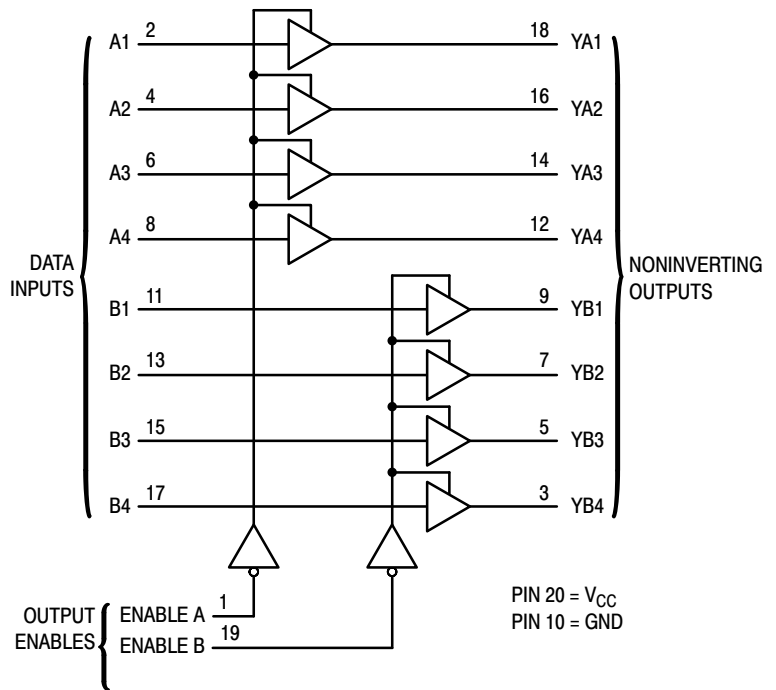 A1 2 18 YA1
A2 4 16 YA2
A3 6 14 YA3
A4 8 12 YA4
DATA
INPUTS
NONINVERTING
OUTPUTS
B1 11 9 YB1
B2 13 7 YB2
B3 15 5 YB3
B4 17 3 YB4
OUTPUT
ENABLES
ENABLE A 1
ENABLE B 19
PIN 20 = VCC
PIN 10 = GND